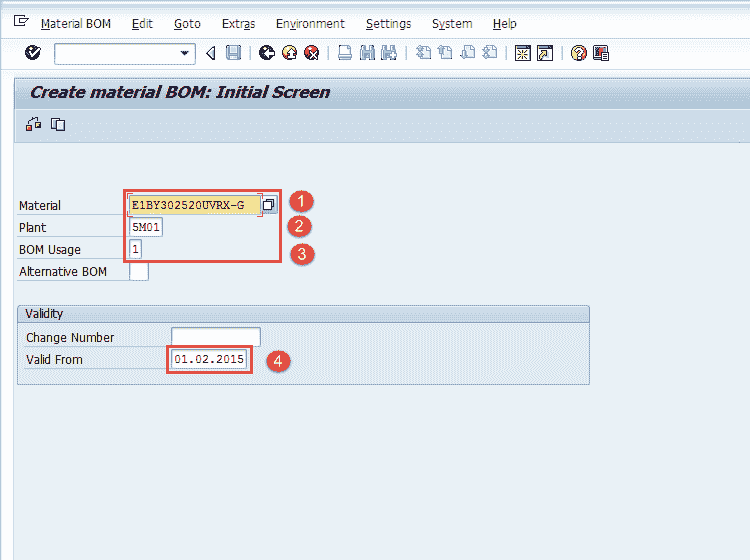 Material BOM Edit Goto Extras Environment Settings System Help
Create material BOM: Initial Screen
Material E1BY302520UVRX-G 1
Plant 5M01 2
BOM Usage 1 3
Alternative BOM
Validity
Change Number
Valid From 01.02.2015 4